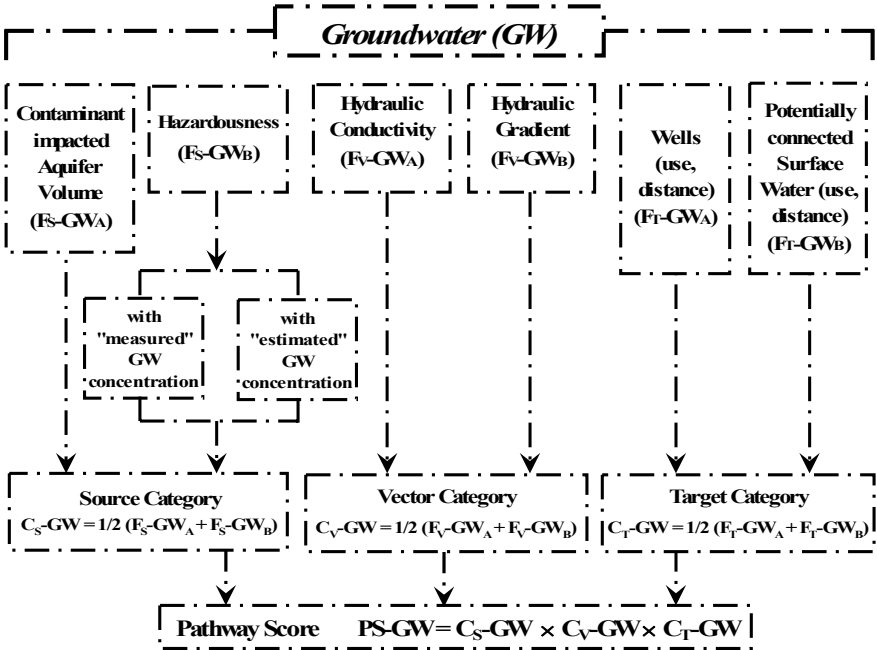 Groundwater (GW)
Contaminant
impacted
Aquifer
Volume
(FS-GWA)
Hazardousness
(FS-GWB)
Hydraulic
Conductivity
(FV-GWA)
Hydraulic
Gradient
(FV-GWB)
Wells
(use,
distance)
(FT-GWA)
Potentially
connected
Surface
Water (use,
distance)
(FT-GWB)
with
"measured"
GW
concentration
with
"estimated"
GW
concentration
Source Category
CS-GW = 1/2 (FS-GWA + FS-GWB)
Vector Category
CV-GW = 1/2 (FV-GWA + FV-GWB)
Target Category
CT-GW = 1/2 (FT-GWA + FT-GWB)
Pathway Score PS-GW = CS-GW × CV-GW × CT-GW